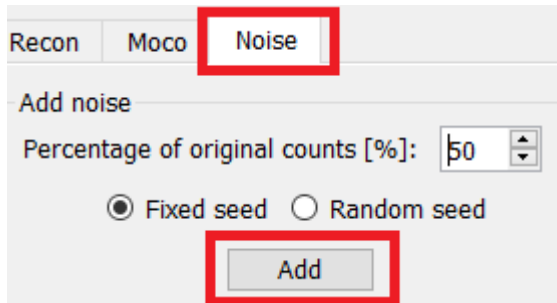 Recon Moco Noise
Add noise
Percentage of original counts [%]: 50
Fixed seed Random seed
Add